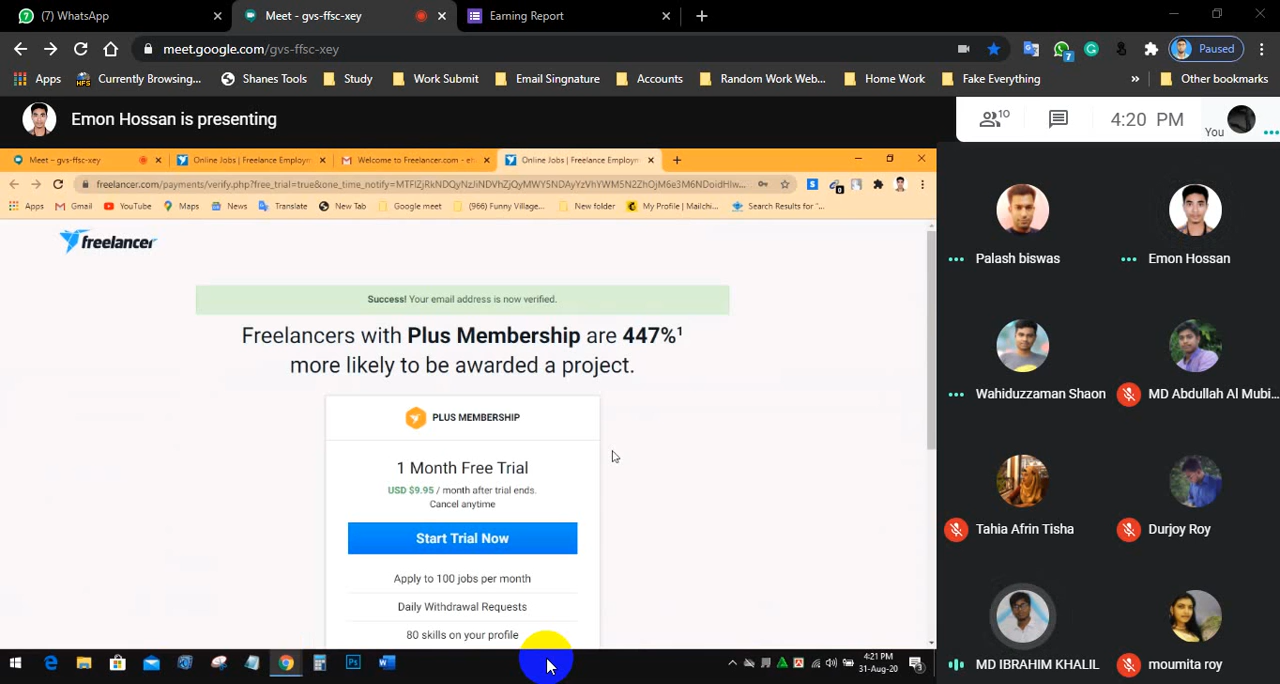 (7) WhatsApp
Meet - gvs-ffsc-xey
Earning Report
meet.google.com/gvs-ffsc-xey
Paused
Apps
Currently Browsing...
Shanes Tools
Study
Work Submit
Email Singnature
Accounts
Random Work Web...
Home Work
Fake Everything
Other bookmarks
Emon Hossan is presenting
10
4:20 PM
You
Meet - gvs-ffsc-xey
Online Jobs | Freelance Employm
Welcome to Freelancer.com - eh
Online Jobs | Freelance Employm
Apps
Gmail
YouTube
Maps
News
Translate
New Tab
Google meet
(966) Funny Village...
New folder
My Profile | Mailchi...
Search Results for "...
freelancer
Success! Your email address is now verified.
Freelancers with Plus Membership are 447%¹
more likely to be awarded a project.
PLUS MEMBERSHIP
1 Month Free Trial
USD $9.95 / month after trial ends.
Cancel anytime
Start Trial Now
Apply to 100 jobs per month
Daily Withdrawal Requests
80 skills on your profile
Palash biswas
Emon Hossan
Wahiduzzaman Shaon
MD Abdullah Al Mubi...
Tahia Afrin Tisha
Durjoy Roy
MD IBRAHIM KHALIL
moumita roy
4:21 PM
31-Aug-20